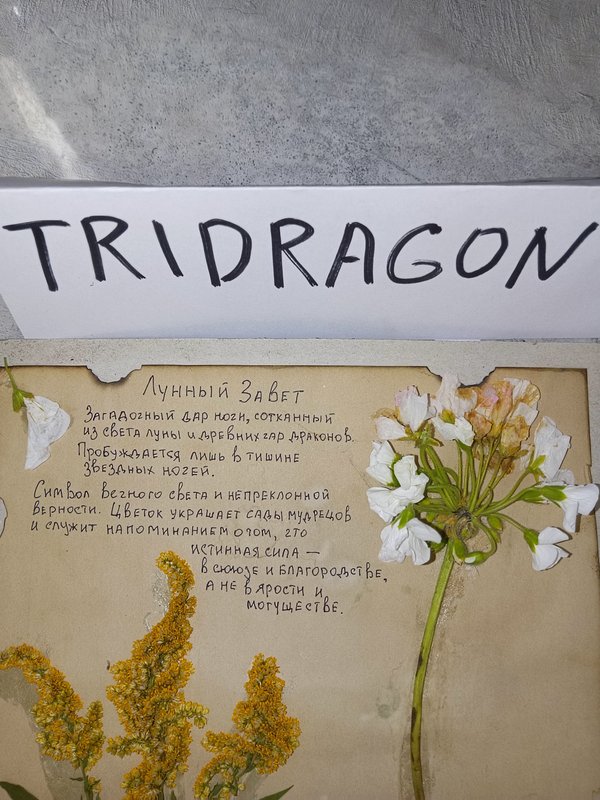 TRIDRAGON
Лунный Завет
Загадочный дар ночи, сотканный
из света луны и древних чар драконов.
Пробуждается лишь в тишине
звездных ночей.
Символ вечного света и непреклонной
верности. Цветок украшает сады мудрецов
и служит напоминанием о том, что
истинная сила —
в союзе и благородстве,
а не в ярости и
могуществе.